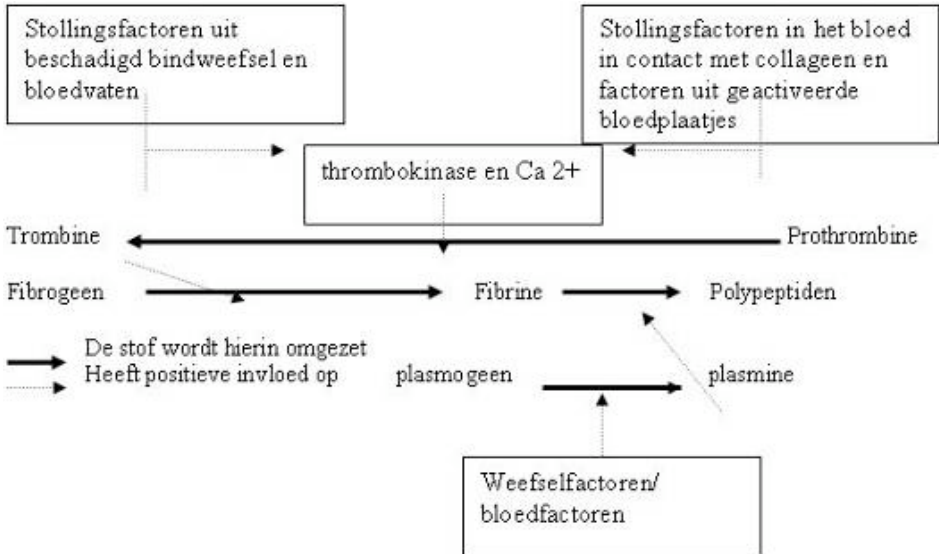 Stollingsfactoren uit
beschadigd bindweefsel en
bloedvaten
Stollingsfactoren in het bloed
in contact met collageen en
factoren uit geactiveerde
bloedplaatjes
thrombokinase en Ca 2+
Trombine
Prothrombine
Fibrogeen
Fibrine
Polypeptiden
De stof wordt hierin omgezet
Heeft positieve invloed op
plasmogeen
plasmine
Weefselfactoren/
bloedfactoren